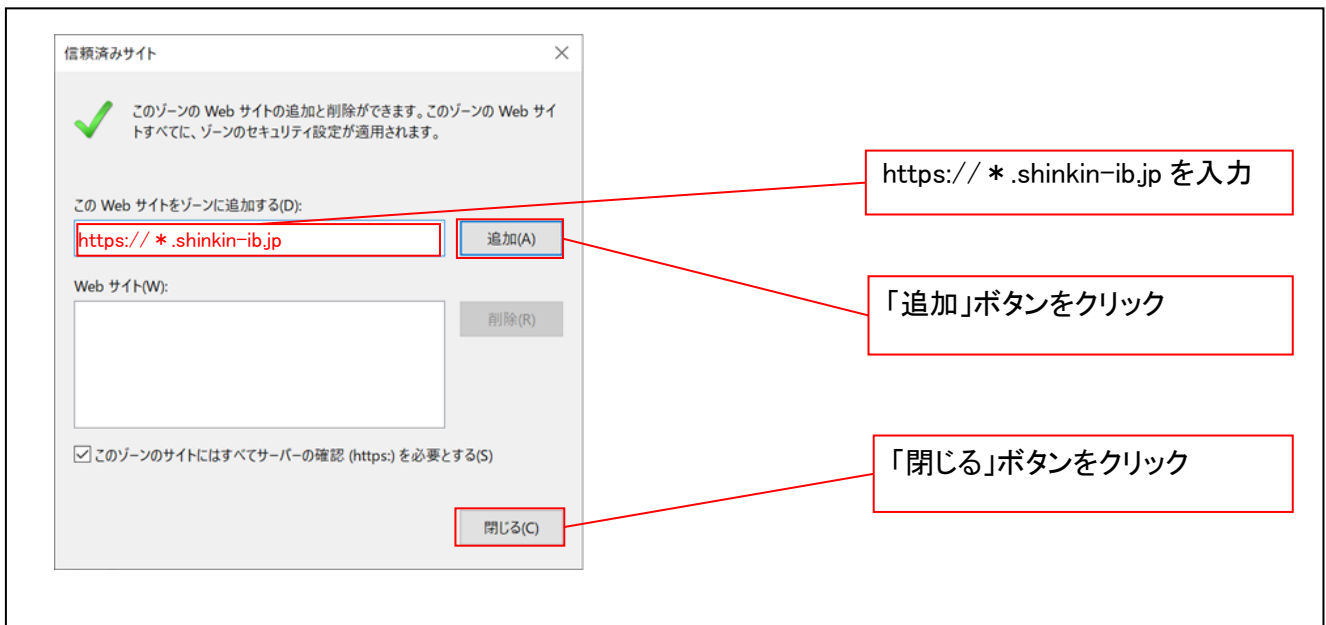 信頼済みサイト
このゾーンの Web サイトの追加と削除ができます。このゾーンの Web サイ
トすべてに、ゾーンのセキュリティ設定が適用されます。
この Web サイトをゾーンに追加する(D):
https://＊.shinkin-ib.jp
追加(A)
Web サイト(W):
削除(R)
このゾーンのサイトにはすべてサーバーの確認 (https:) を必要とする(S)
閉じる(C)
https://＊.shinkin-ib.jp を入力
「追加」ボタンをクリック
「閉じる」ボタンをクリック